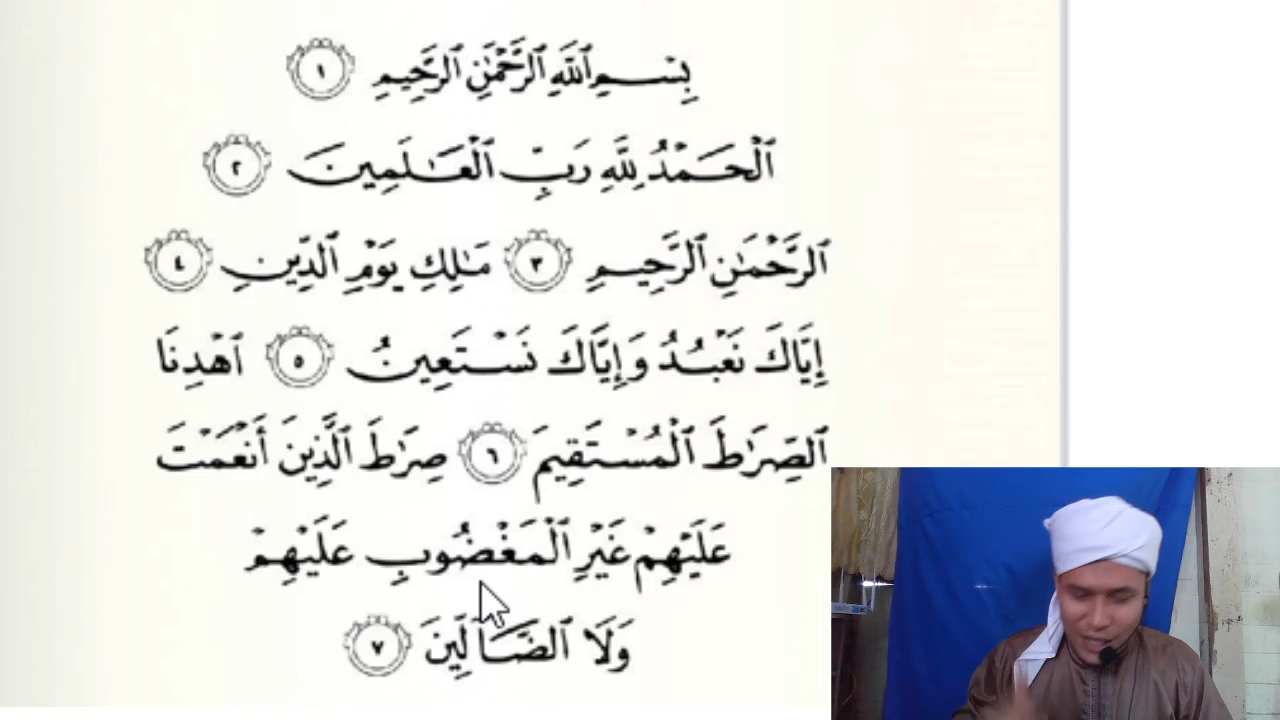 بِسْمِ ٱللَّهِ ٱلرَّحْمَٰنِ ٱلرَّحِيمِ ١
ٱلْحَمْدُ لِلَّهِ رَبِّ ٱلْعَٰلَمِينَ ٢
ٱلرَّحْمَٰنِ ٱلرَّحِيمِ ٣ مَٰلِكِ يَوْمِ ٱلدِّينِ ٤
إِيَّاكَ نَعْبُدُ وَإِيَّاكَ نَسْتَعِينُ ٥ ٱهْدِنَا
ٱلصِّرَٰطَ ٱلْمُسْتَقِيمَ ٦ صِرَٰطَ ٱلَّذِينَ أَنْعَمْتَ
عَلَيْهِمْ غَيْرِ ٱلْمَغْضُوبِ عَلَيْهِمْ
وَلَا ٱلضَّآلِّينَ ٧